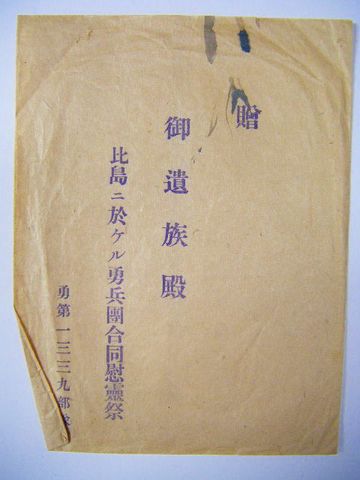 贈
御遺族殿
比島ニ於ケル勇兵團合同慰靈祭
勇第一三三九部隊